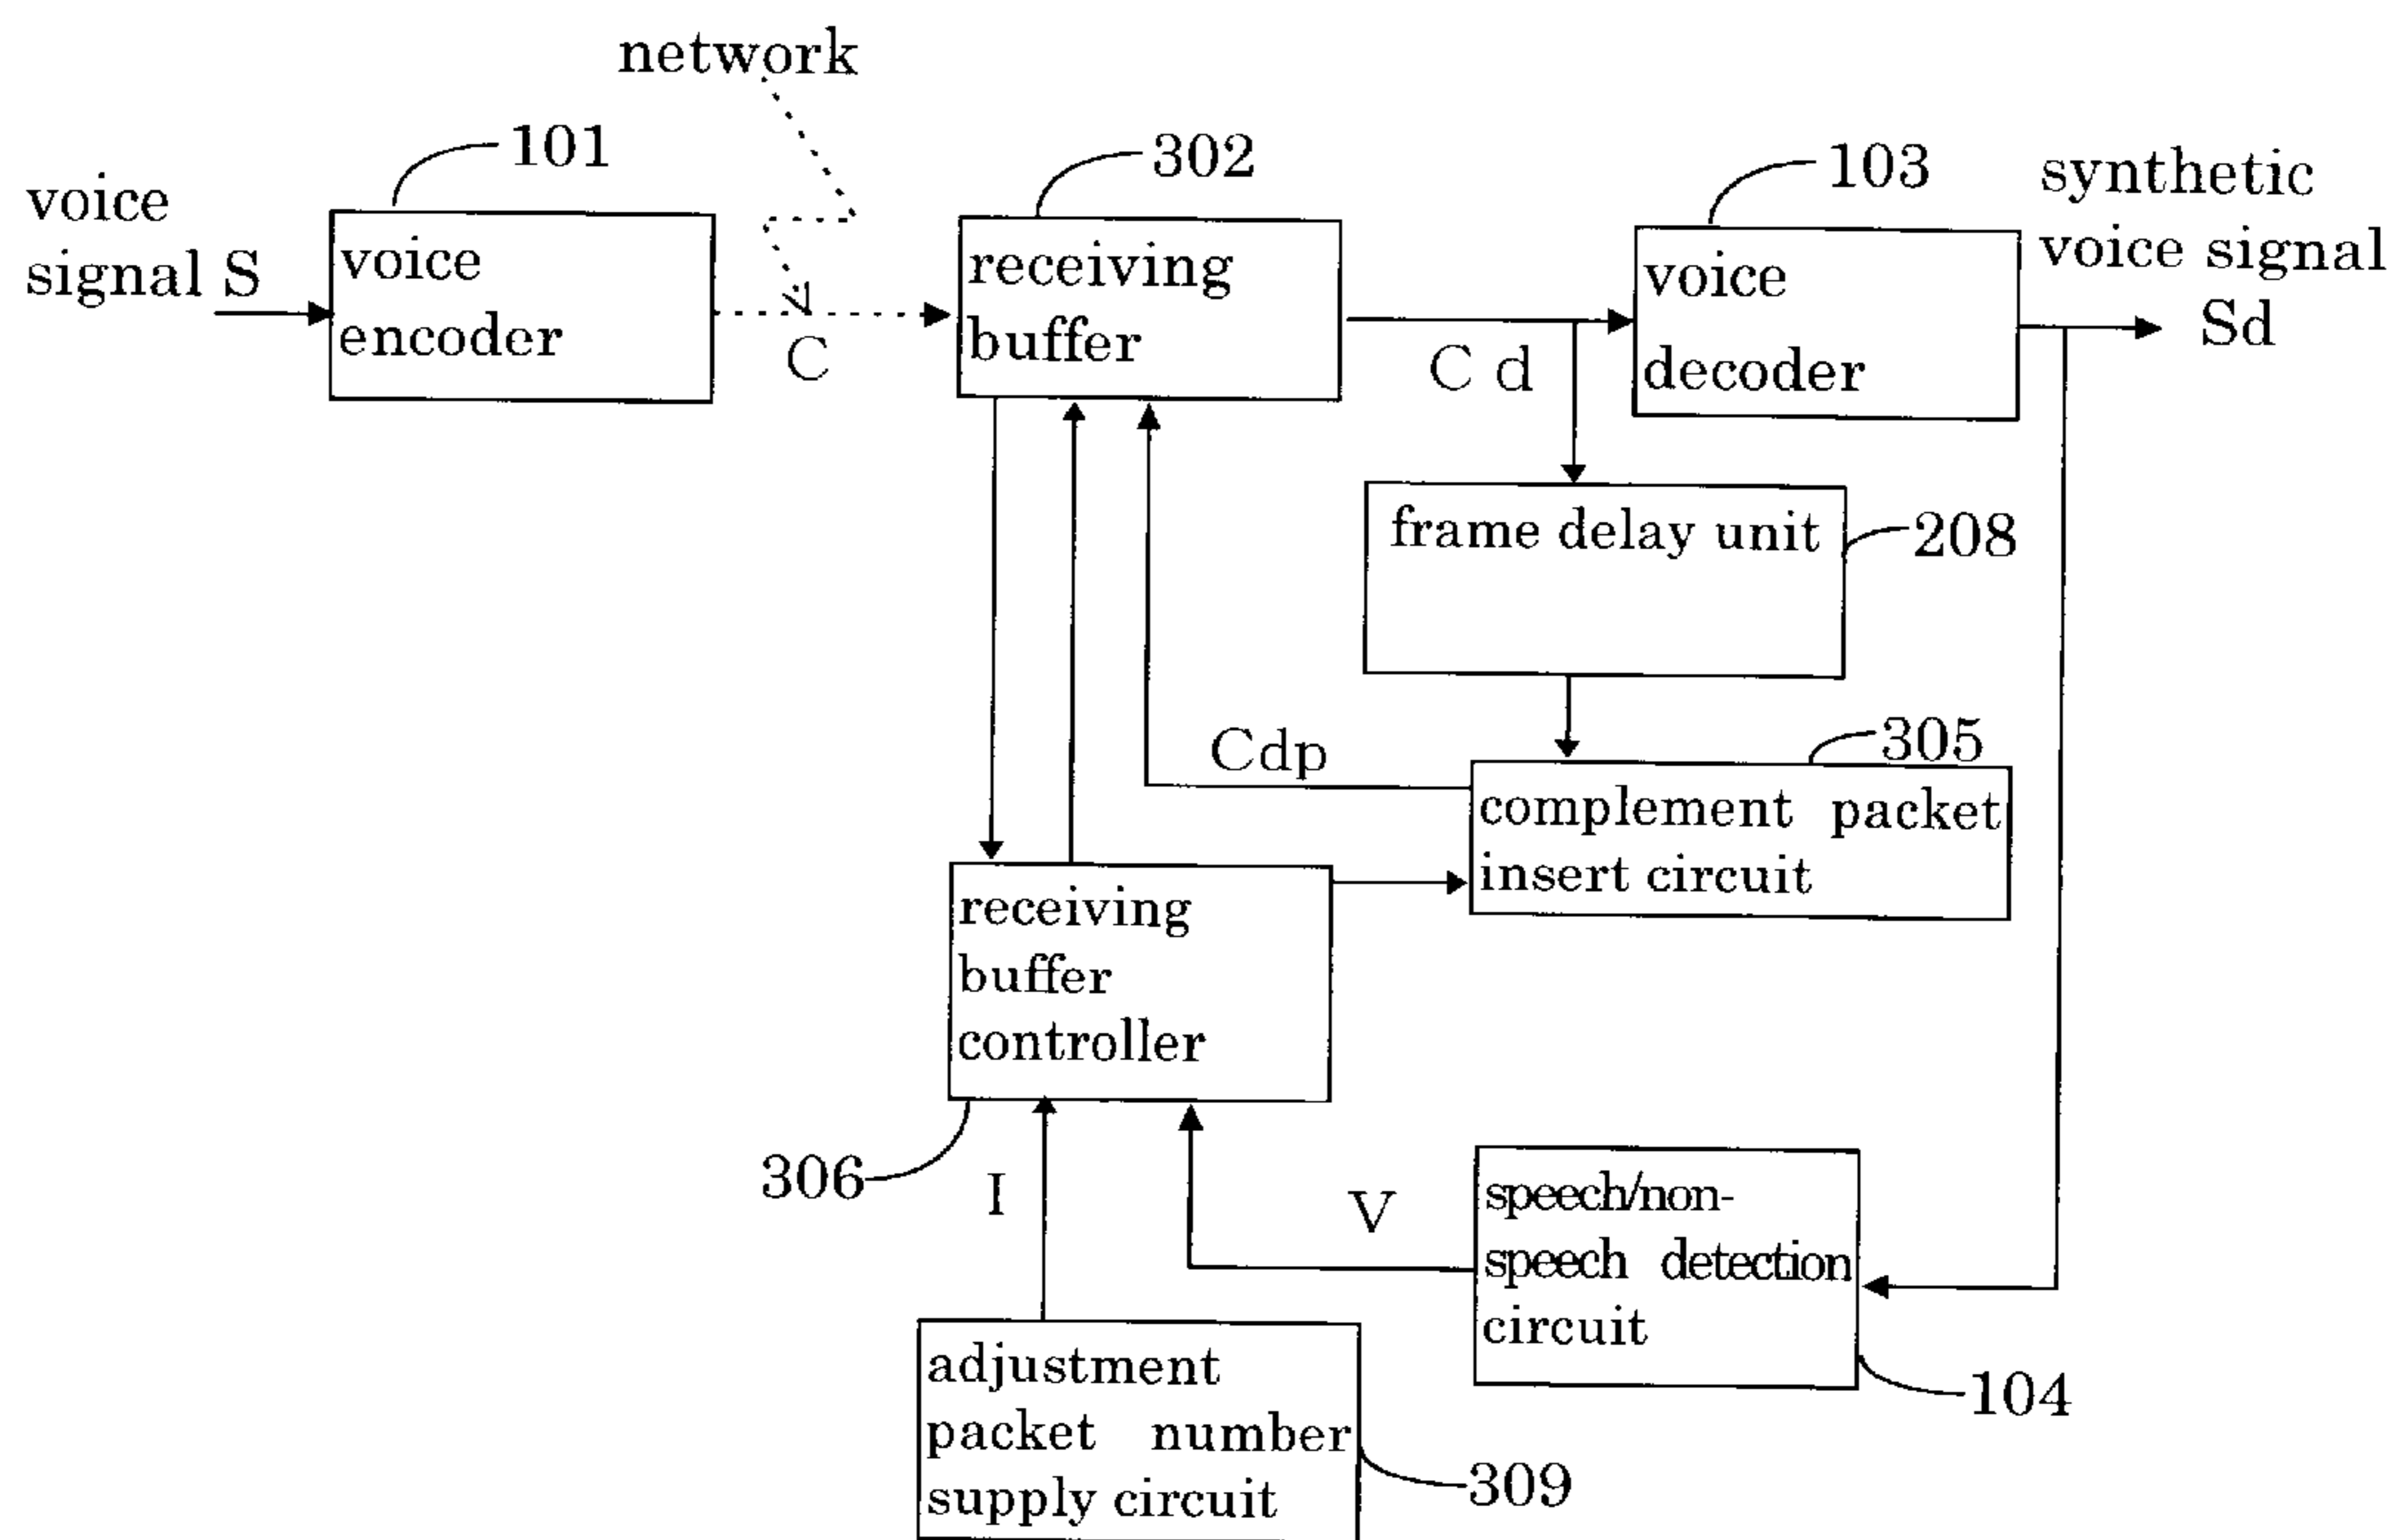 network
101
302
103
synthetic
voice signal
Sd
voice
signal S
voice
encoder
C
receiving
buffer
C d
voice
decoder
frame delay unit
208
Cdp
305
complement packet
insert circuit
receiving
buffer
controller
306
I
V
speech/non-
speech detection
circuit
104
adjustment
packet number
supply circuit
309